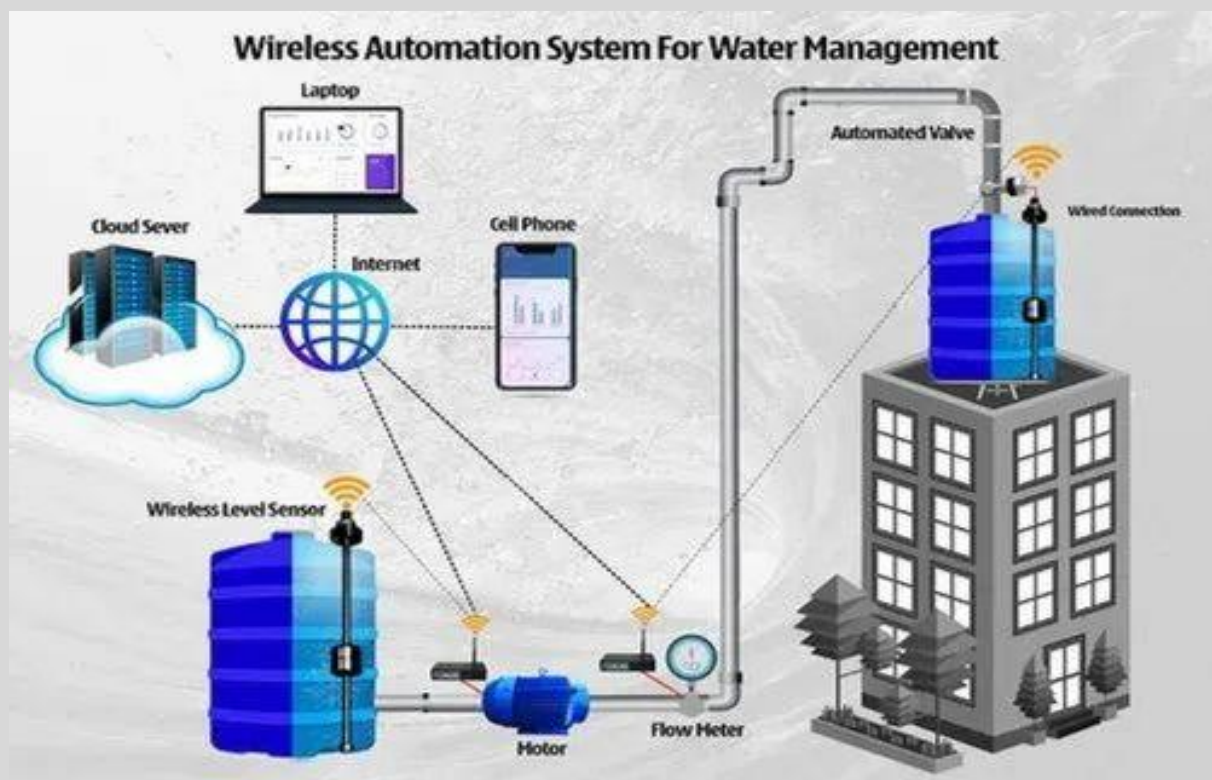 Wireless Automation System For Water Management
Laptop
Automated Valve
Cloud Sever
Cell Phone
Wired Connection
Internet
Wireless Level Sensor
Flow Meter
Motor